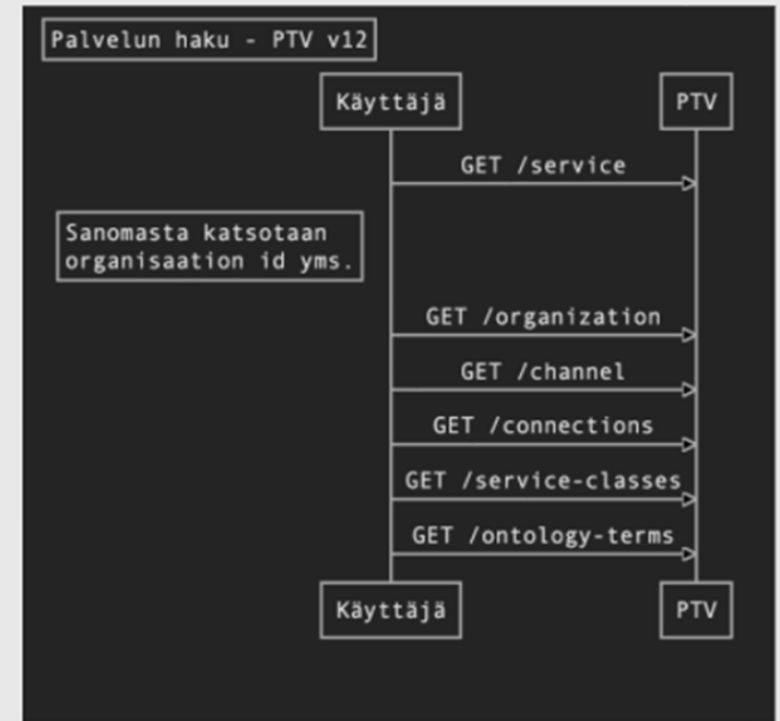 Palvelun haku - PTV v12
Käyttäjä
PTV
GET /service
Sanomasta katsotaan
organisaation id yms.
GET /organization
GET /channel
GET /connections
GET /service-classes
GET /ontology-terms
Käyttäjä
PTV